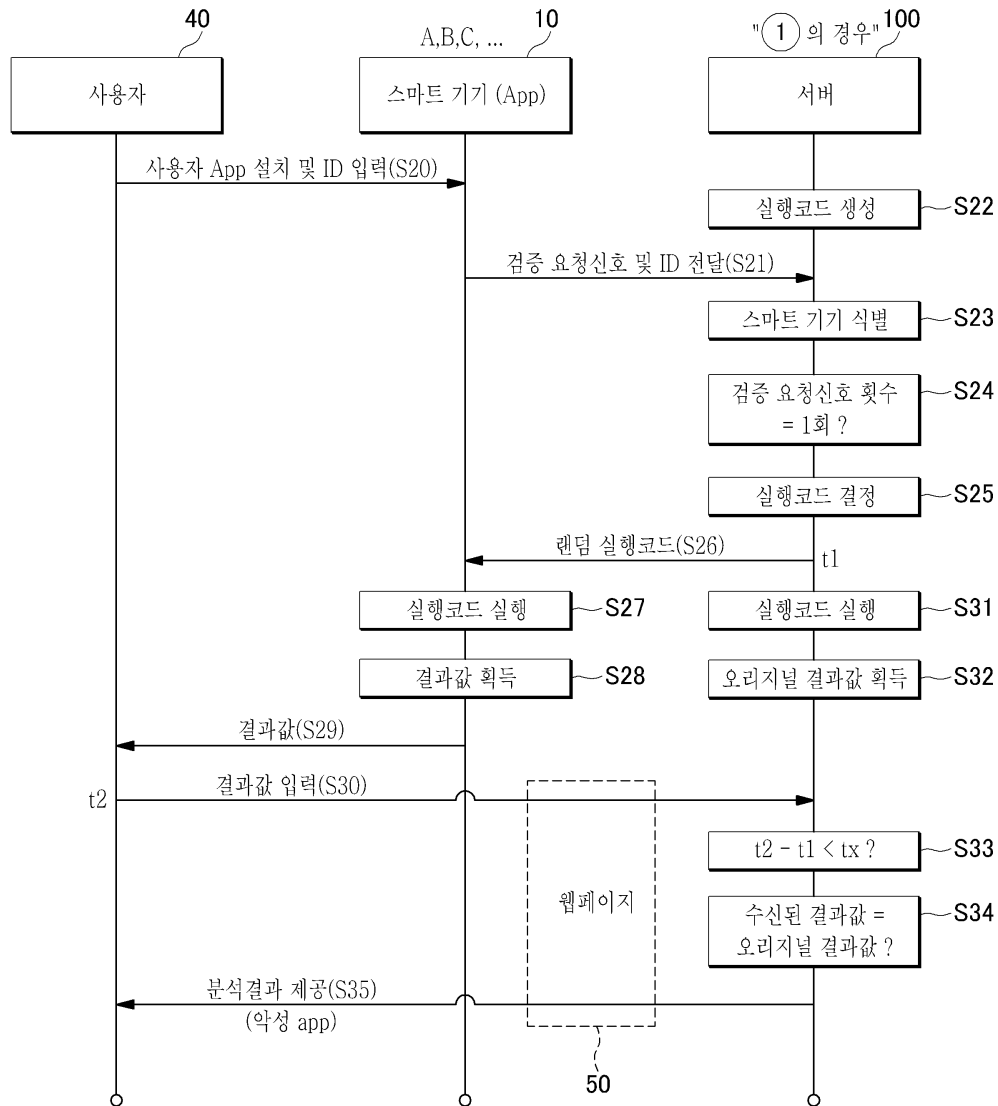 40
A,B,C, ...
10
"① 의 경우"
100
사용자
스마트 기기 (App)
서버
사용자 App 설치 및 ID 입력(S20)
실행코드 생성
S22
검증 요청신호 및 ID 전달(S21)
스마트 기기 식별
S23
검증 요청신호 횟수
= 1회 ?
S24
실행코드 결정
S25
랜덤 실행코드(S26)
t1
실행코드 실행
S27
실행코드 실행
S31
결과값 획득
S28
오리지널 결과값 획득
S32
결과값(S29)
t2
결과값 입력(S30)
t2 - t1 < tx ?
S33
웹페이지
수신된 결과값 =
오리지널 결과값 ?
S34
분석결과 제공(S35)
(악성 app)
50